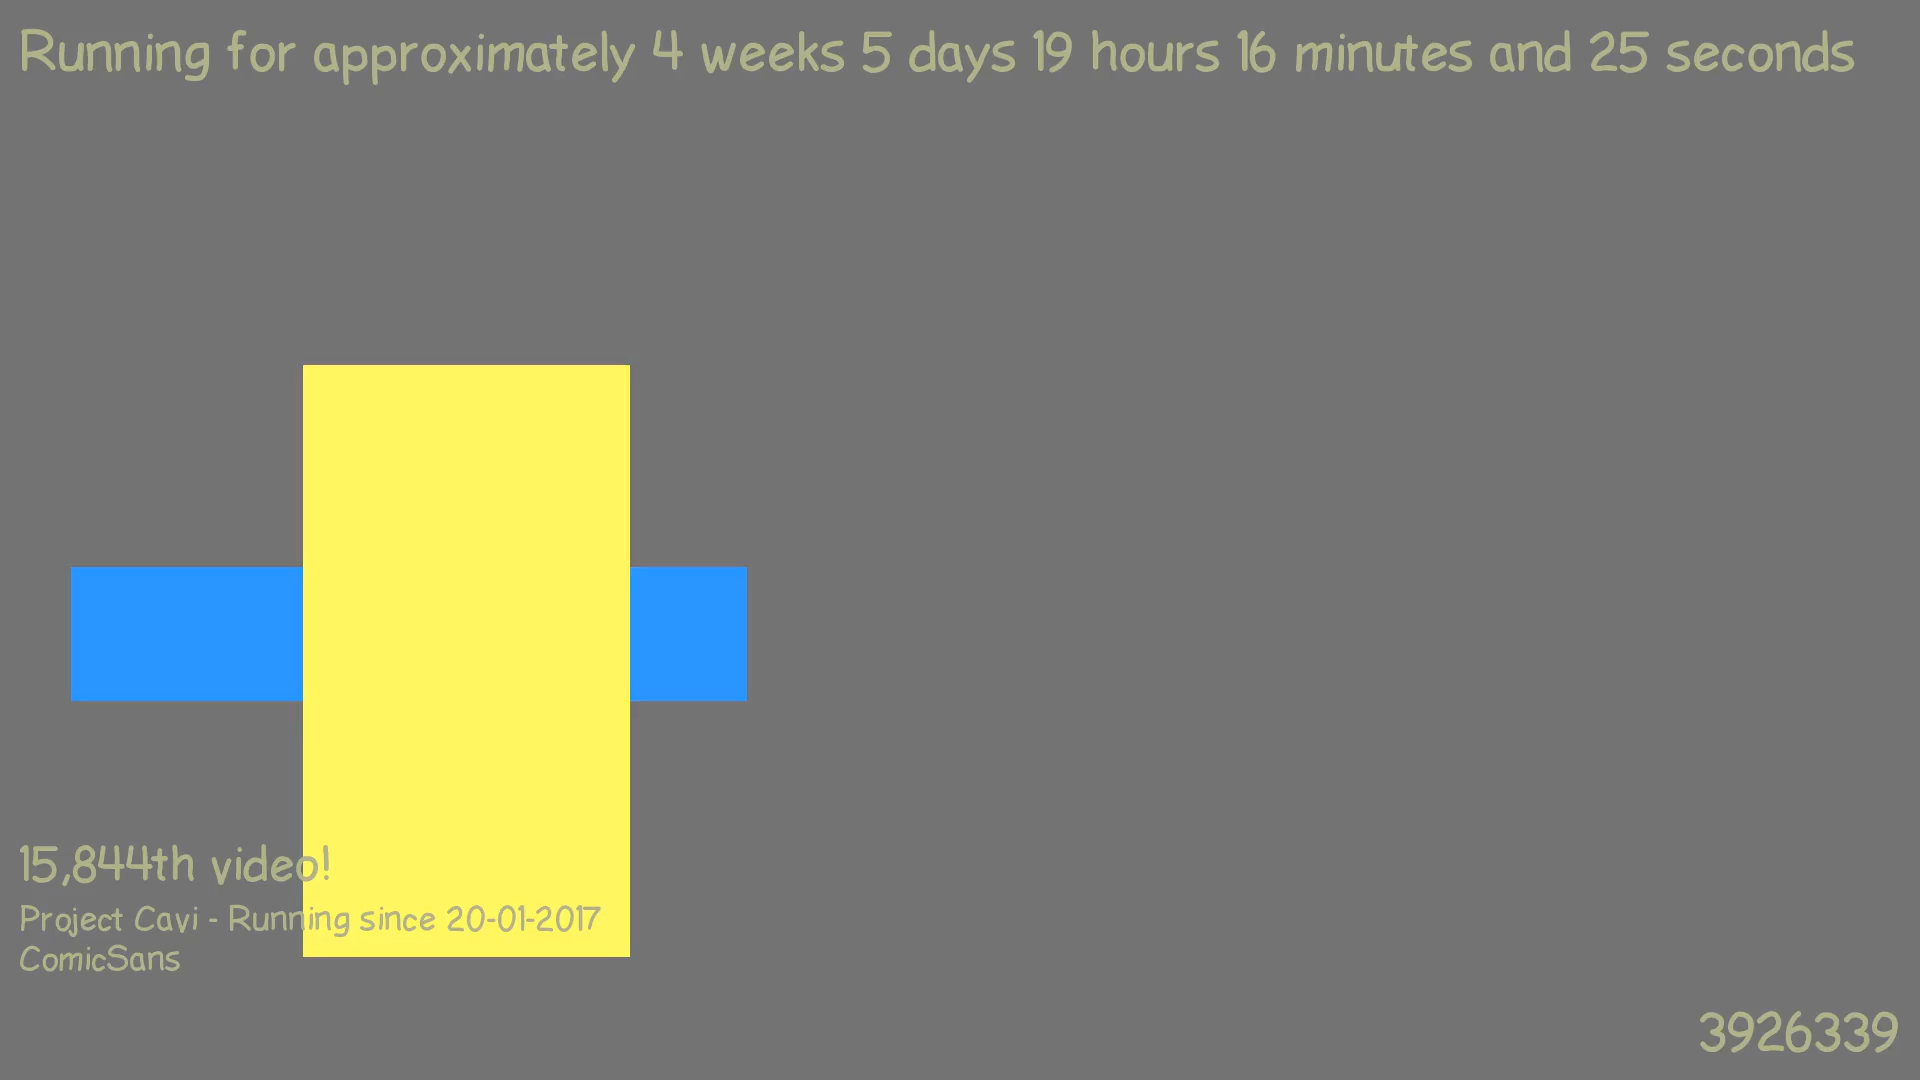 Running for approximately 4 weeks 5 days 19 hours 16 minutes and 25 seconds
15,844th video!
Project Cavi - Running since 20-01-2017
ComicSans
3926339